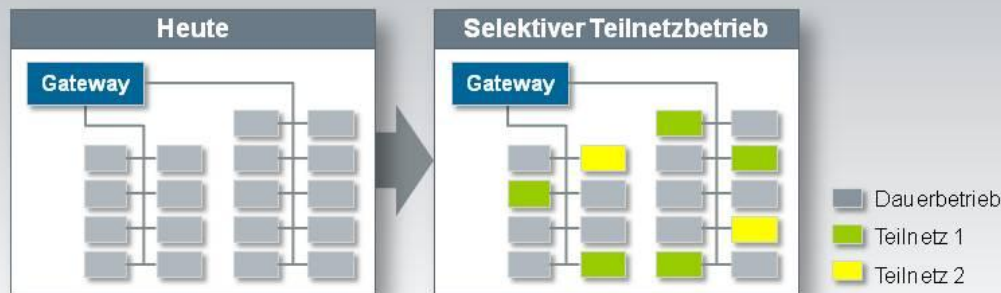 Heute
Gateway
Selektiver Teilnetzbetrieb
Gateway
Dauerbetrieb
Teilnetz 1
Teilnetz 2